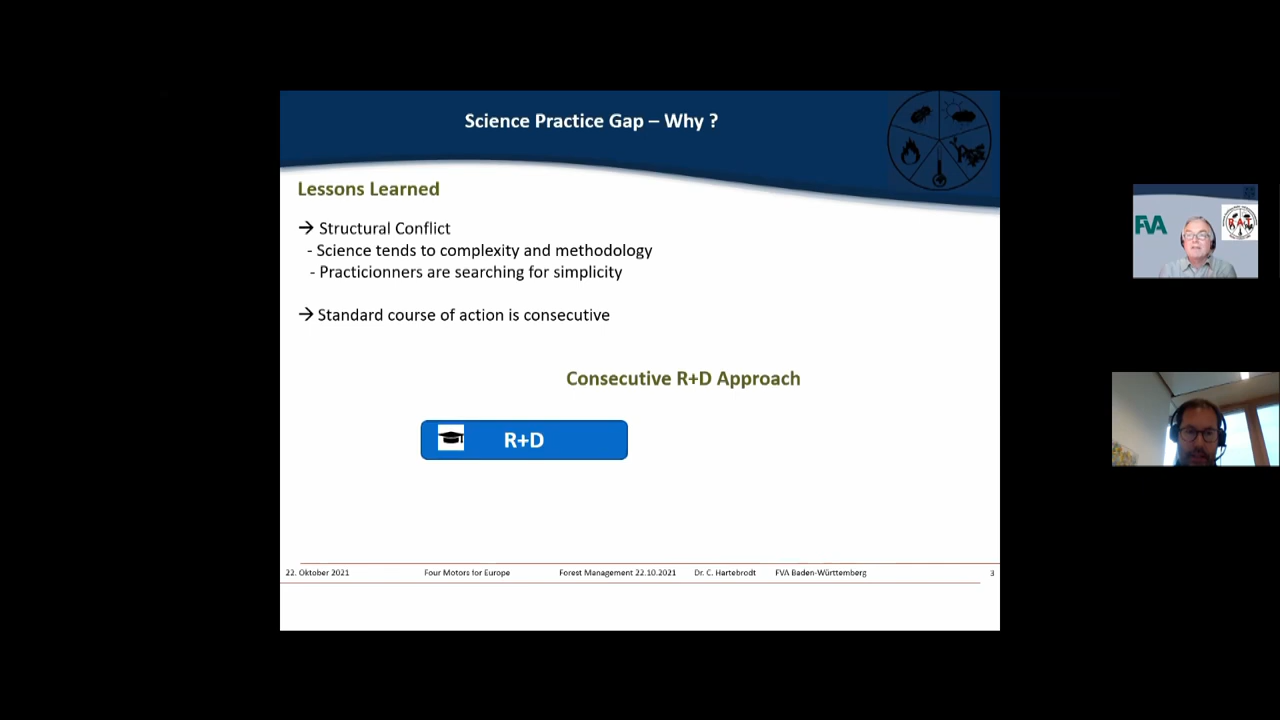 Science Practice Gap – Why ?
Lessons Learned
→ Structural Conflict
- Science tends to complexity and methodology
- Practicionners are searching for simplicity
→ Standard course of action is consecutive
Consecutive R+D Approach
R+D
22. Oktober 2021 Four Motors for Europe Forest Management 22.10.2021 Dr. C. Hartebrodt FVA Baden-Württemberg 3
FVA